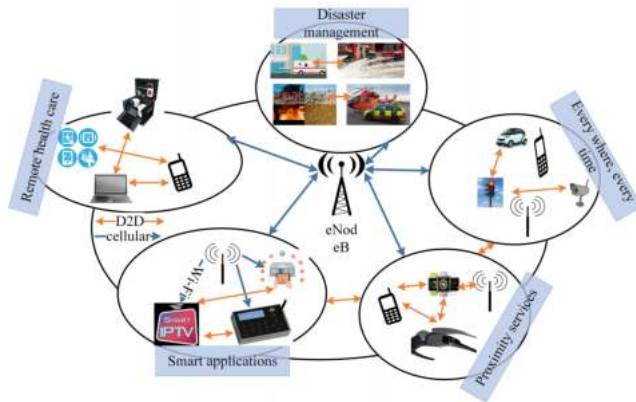 Disaster
management
Remote health care
Every where, every
time
D2D
cellular
eNod
eB
Wi-Fi
SMART
IPTV
Smart applications
Proximity services